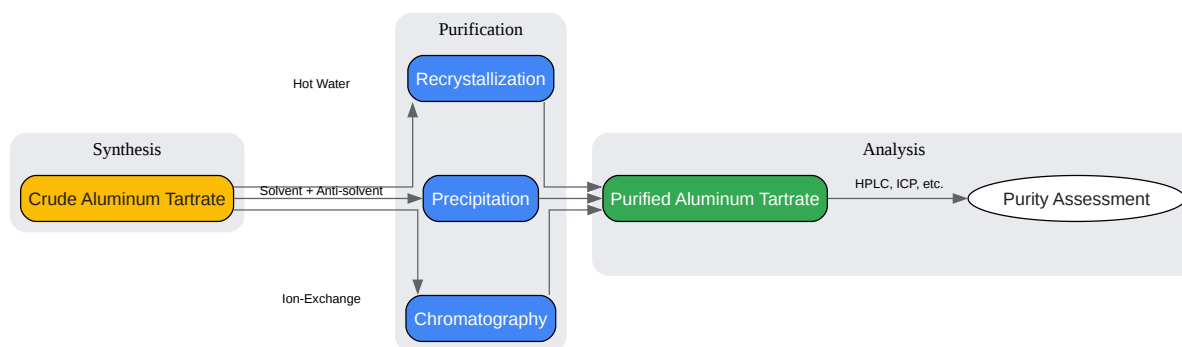 Purification
Hot Water
Recrystallization
Synthesis
Analysis
Crude Aluminum Tartrate
Solvent + Anti-solvent
Precipitation
Purified Aluminum Tartrate
HPLC, ICP, etc.
Purity Assessment
Ion-Exchange
Chromatography